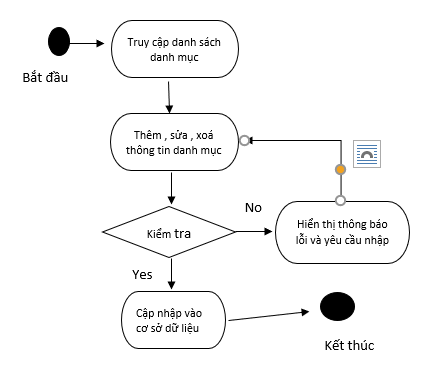 Truy cập danh sách
danh mục
Bắt đầu
Thêm , sửa , xoá
thông tin danh mục
No
Kiểm tra
Hiển thị thông báo
lỗi và yêu cầu nhập
Yes
Cập nhập vào
cơ sở dữ liệu
Kết thúc